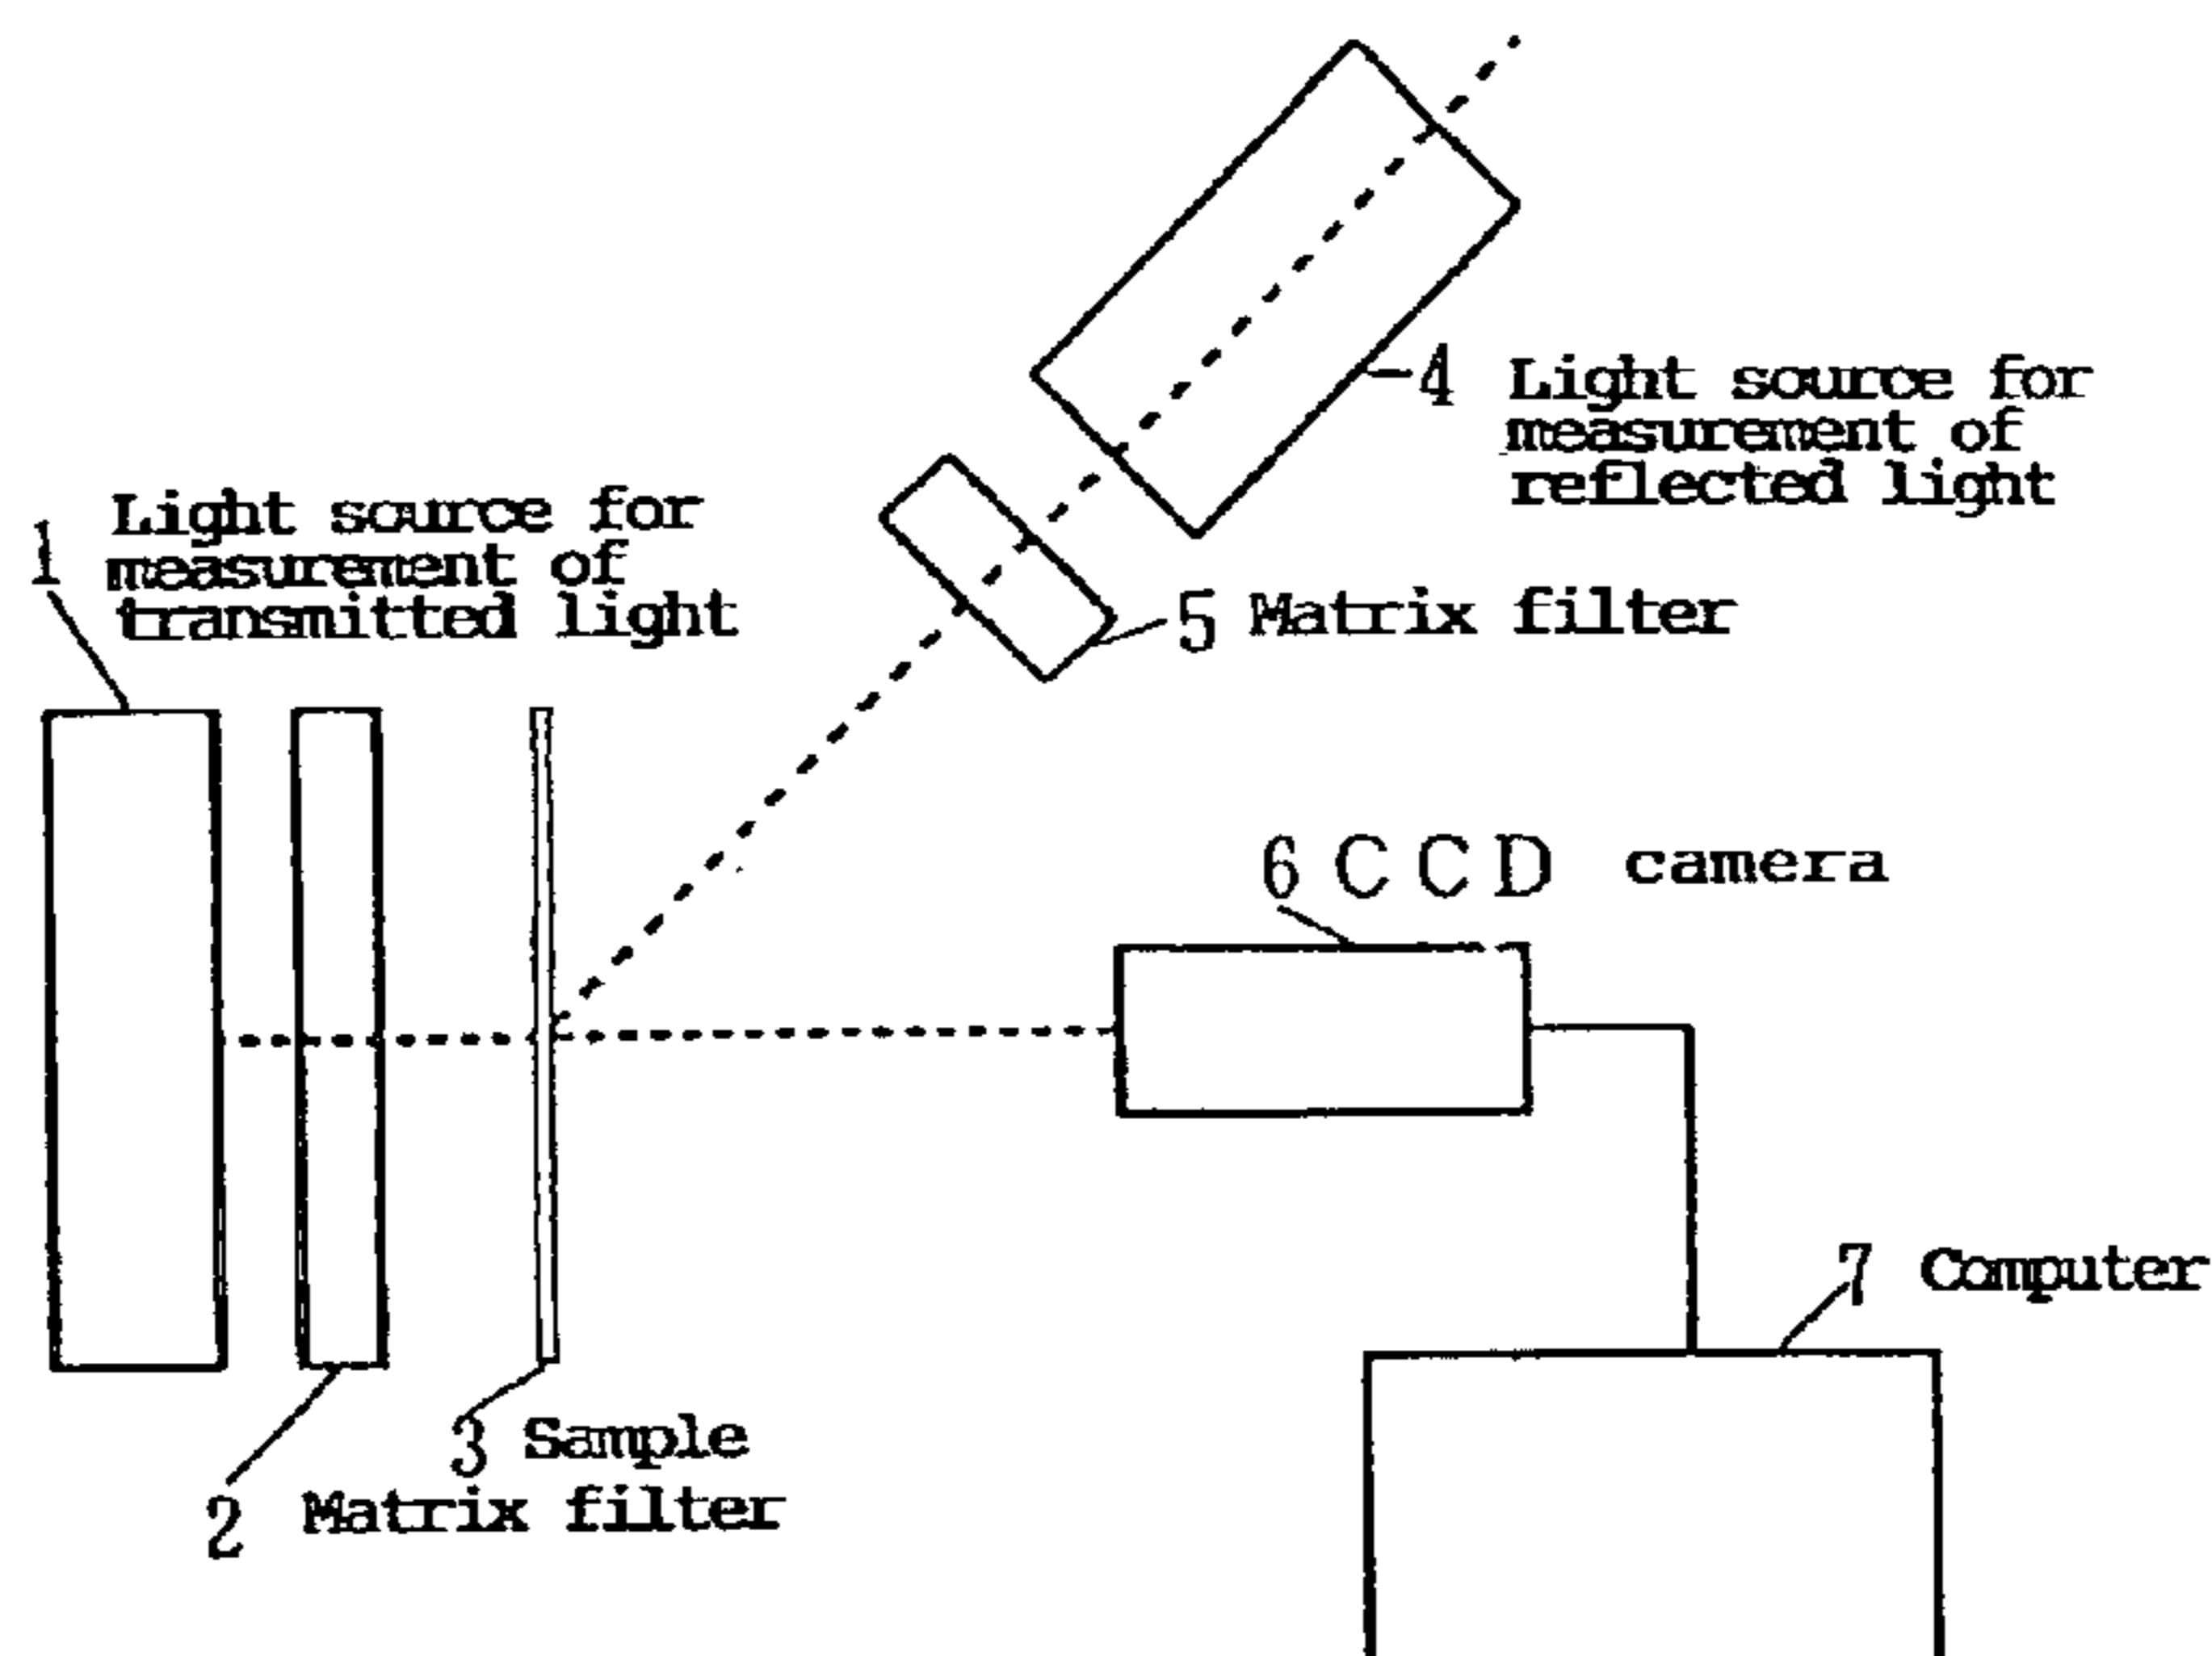 4 Light source for
measurement of
reflected light
1 Light source for
measurement of
transmitted light
5 Matrix filter
6 CCD camera
7 Computer
3 Sample
2 Matrix filter